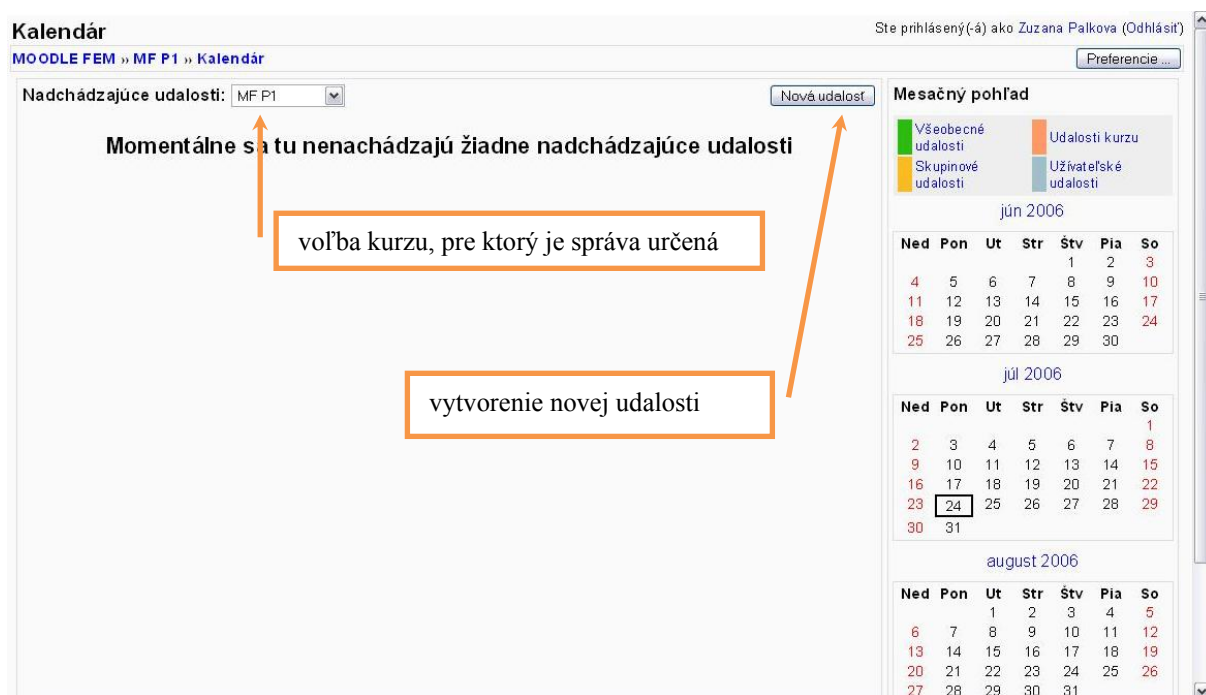 Kalendár
Ste prihlásený(-á) ako Zuzana Palkova (Odhlásiť)
MOODLE FEM » MF P1 » Kalendár
Preferencie ...
Nadchádzajúce udalosti: MF P1
Nová udalosť
Momentálne sa tu nenachádzajú žiadne nadchádzajúce udalosti
voľba kurzu, pre ktorý je správa určená
vytvorenie novej udalosti
Mesačný pohľad
Všeobecné
udalosti
Udalosti kurzu
Skupinové
udalosti
Užívateľské
udalosti
jún 2006
Ned Pon Ut Str Štv Pia So
1 2 3
4 5 6 7 8 9 10
11 12 13 14 15 16 17
18 19 20 21 22 23 24
25 26 27 28 29 30
júl 2006
Ned Pon Ut Str Štv Pia So
1
2 3 4 5 6 7 8
9 10 11 12 13 14 15
16 17 18 19 20 21 22
23 24 25 26 27 28 29
30 31
august 2006
Ned Pon Ut Str Štv Pia So
1 2 3 4 5
6 7 8 9 10 11 12
13 14 15 16 17 18 19
20 21 22 23 24 25 26
27 28 29 30 31